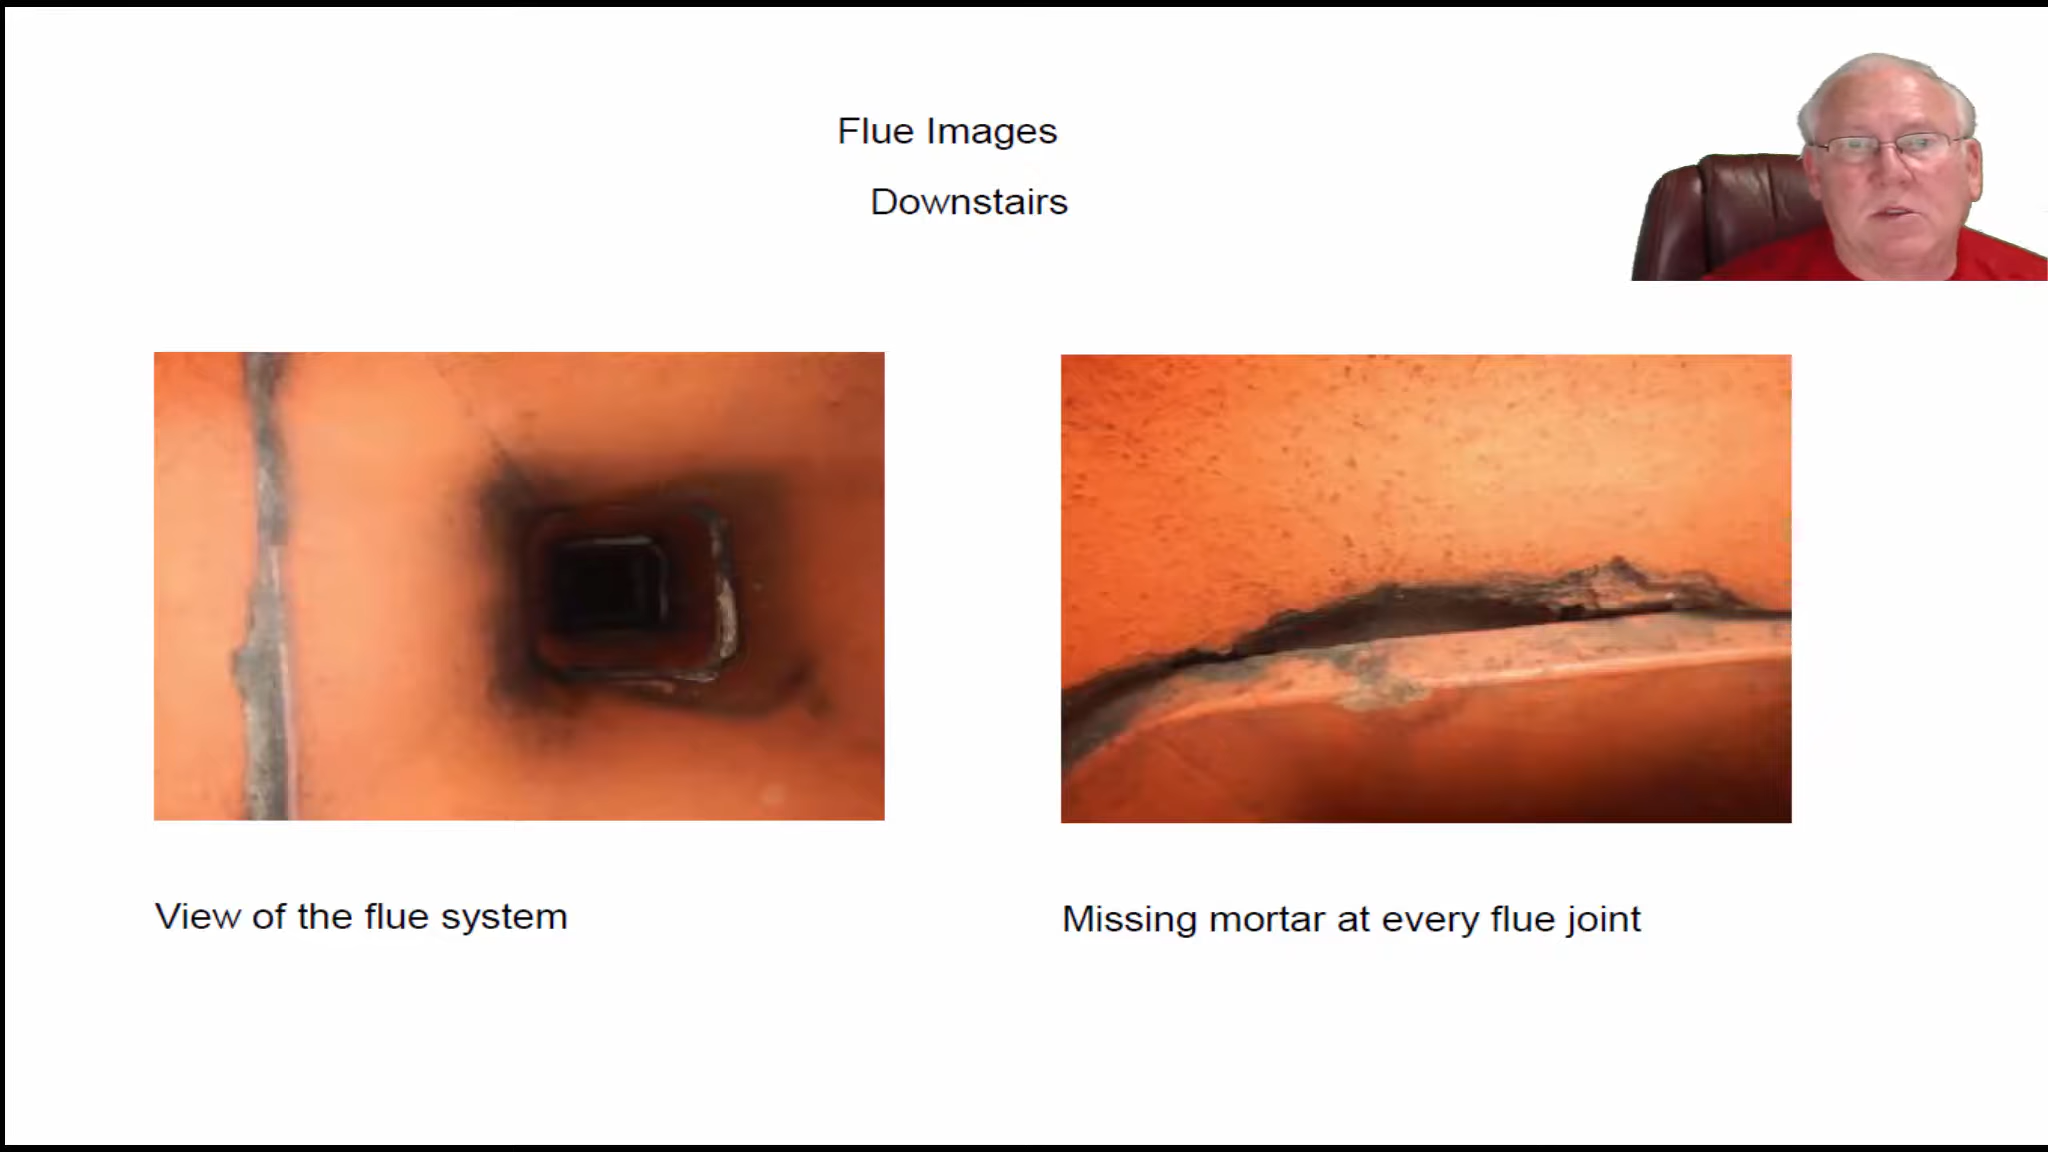 Flue Images
Downstairs
View of the flue system
Missing mortar at every flue joint